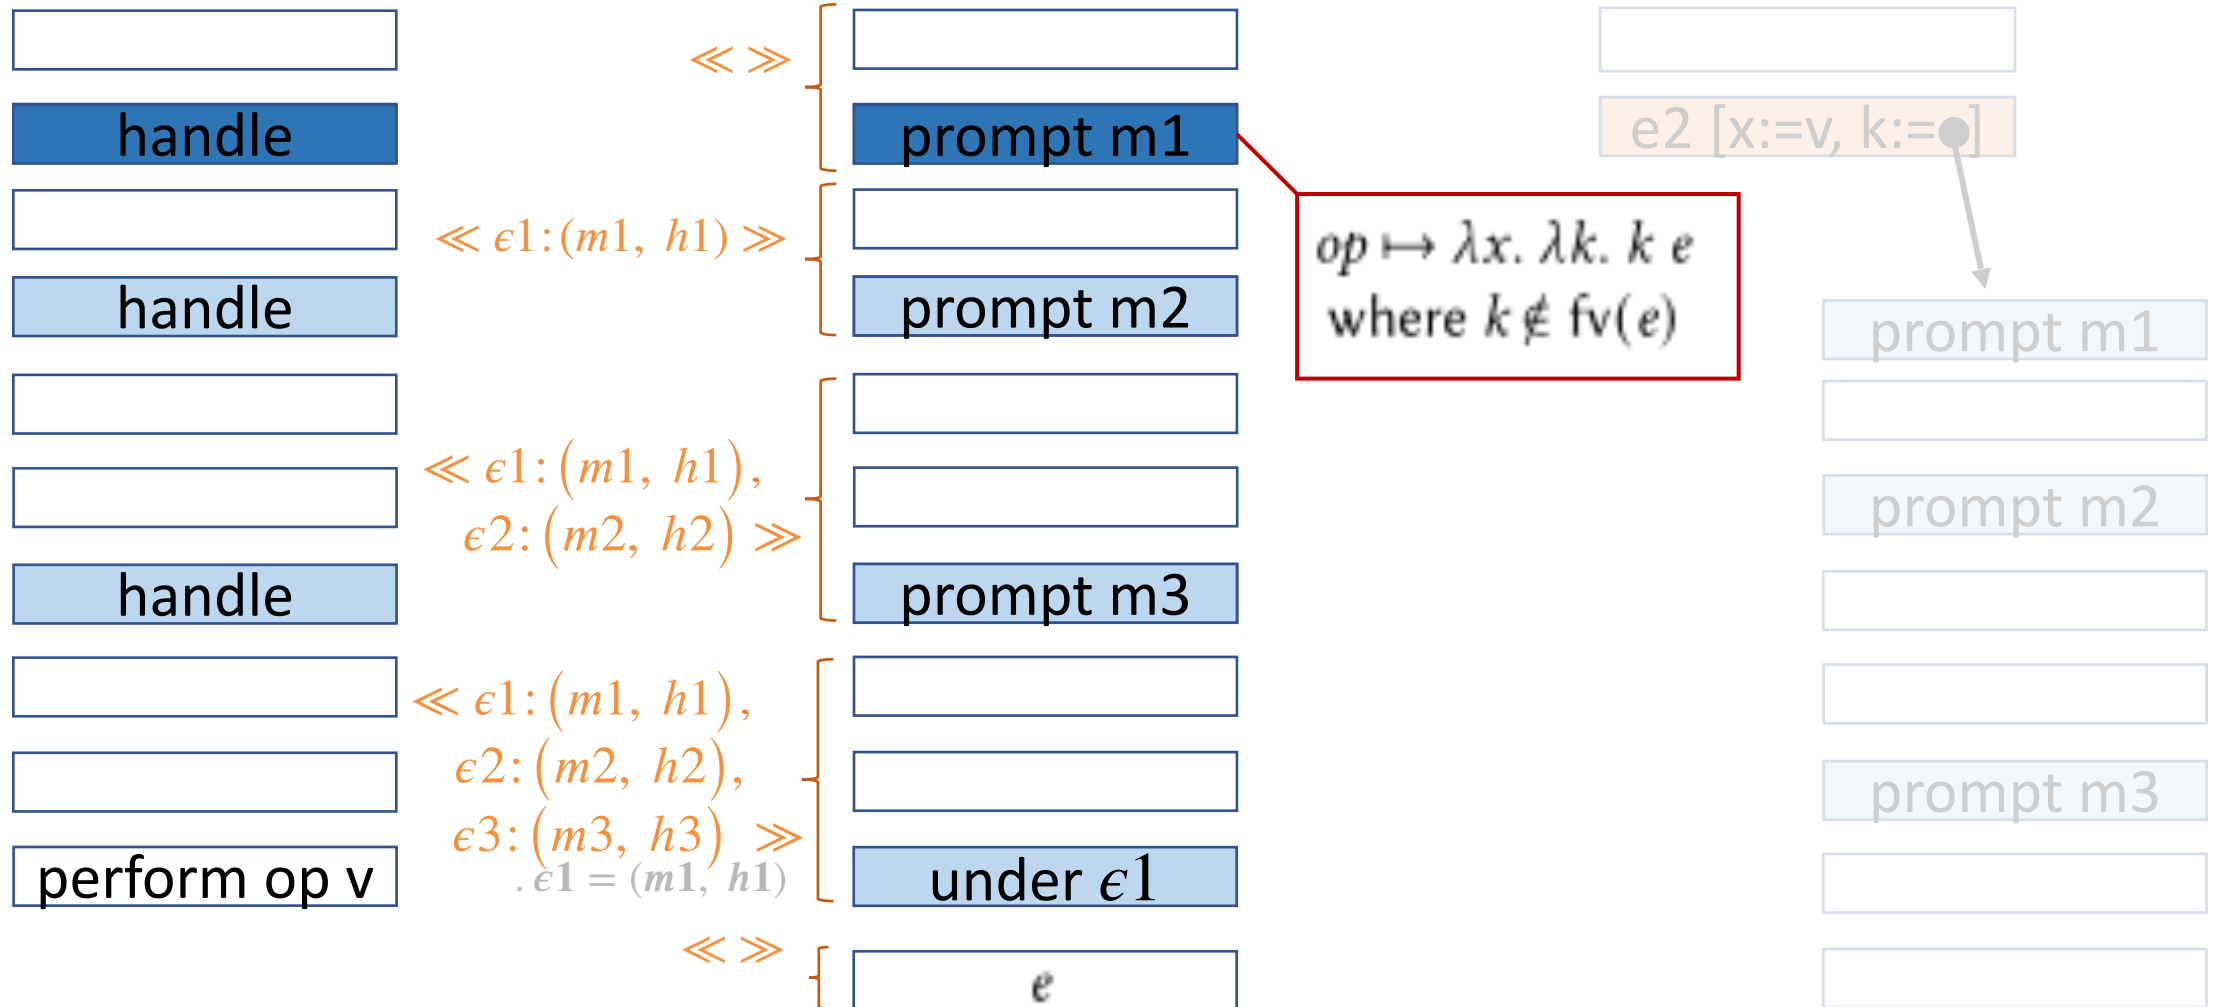 handle
handle
handle
perform op v
≪ ≫
≪ ϵ1:(m1, h1) ≫
≪ ϵ1:(m1, h1),
ϵ2:(m2, h2) ≫
≪ ϵ1:(m1, h1),
ϵ2:(m2, h2),
ϵ3:(m3, h3) ≫
. ϵ1 = (m1, h1)
≪ ≫
prompt m1
prompt m2
prompt m3
under ϵ1
e
op ↦ λx. λk. k e
where k ∉ fv(e)
e2 [x:=v, k:=●]
prompt m1
prompt m2
prompt m3